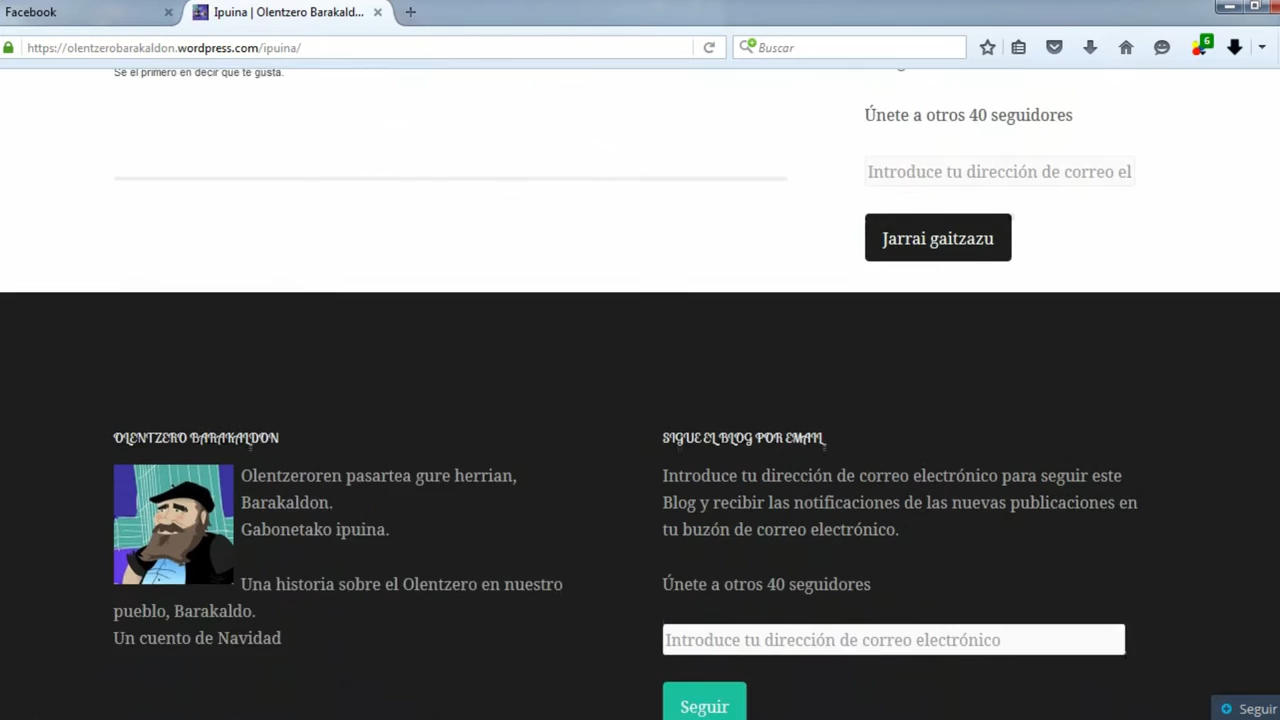 Facebook
Ipuina | Olentzero Barakald...
https://olentzerobarakaldon.wordpress.com/ipuina/
Buscar
6
Sé el primero en decir que te gusta.
Únete a otros 40 seguidores
Introduce tu dirección de correo el
Jarrai gaitzazu
OLENTZERO BARAKALDON
Olentzeroren pasartea gure herrian,
Barakaldon.
Gabonetako ipuina.
Una historia sobre el Olentzero en nuestro
pueblo, Barakaldo.
Un cuento de Navidad
SIGUE EL BLOG POR EMAIL
Introduce tu dirección de correo electrónico para seguir este
Blog y recibir las notificaciones de las nuevas publicaciones en
tu buzón de correo electrónico.
Únete a otros 40 seguidores
Introduce tu dirección de correo electrónico
Seguir
Seguir